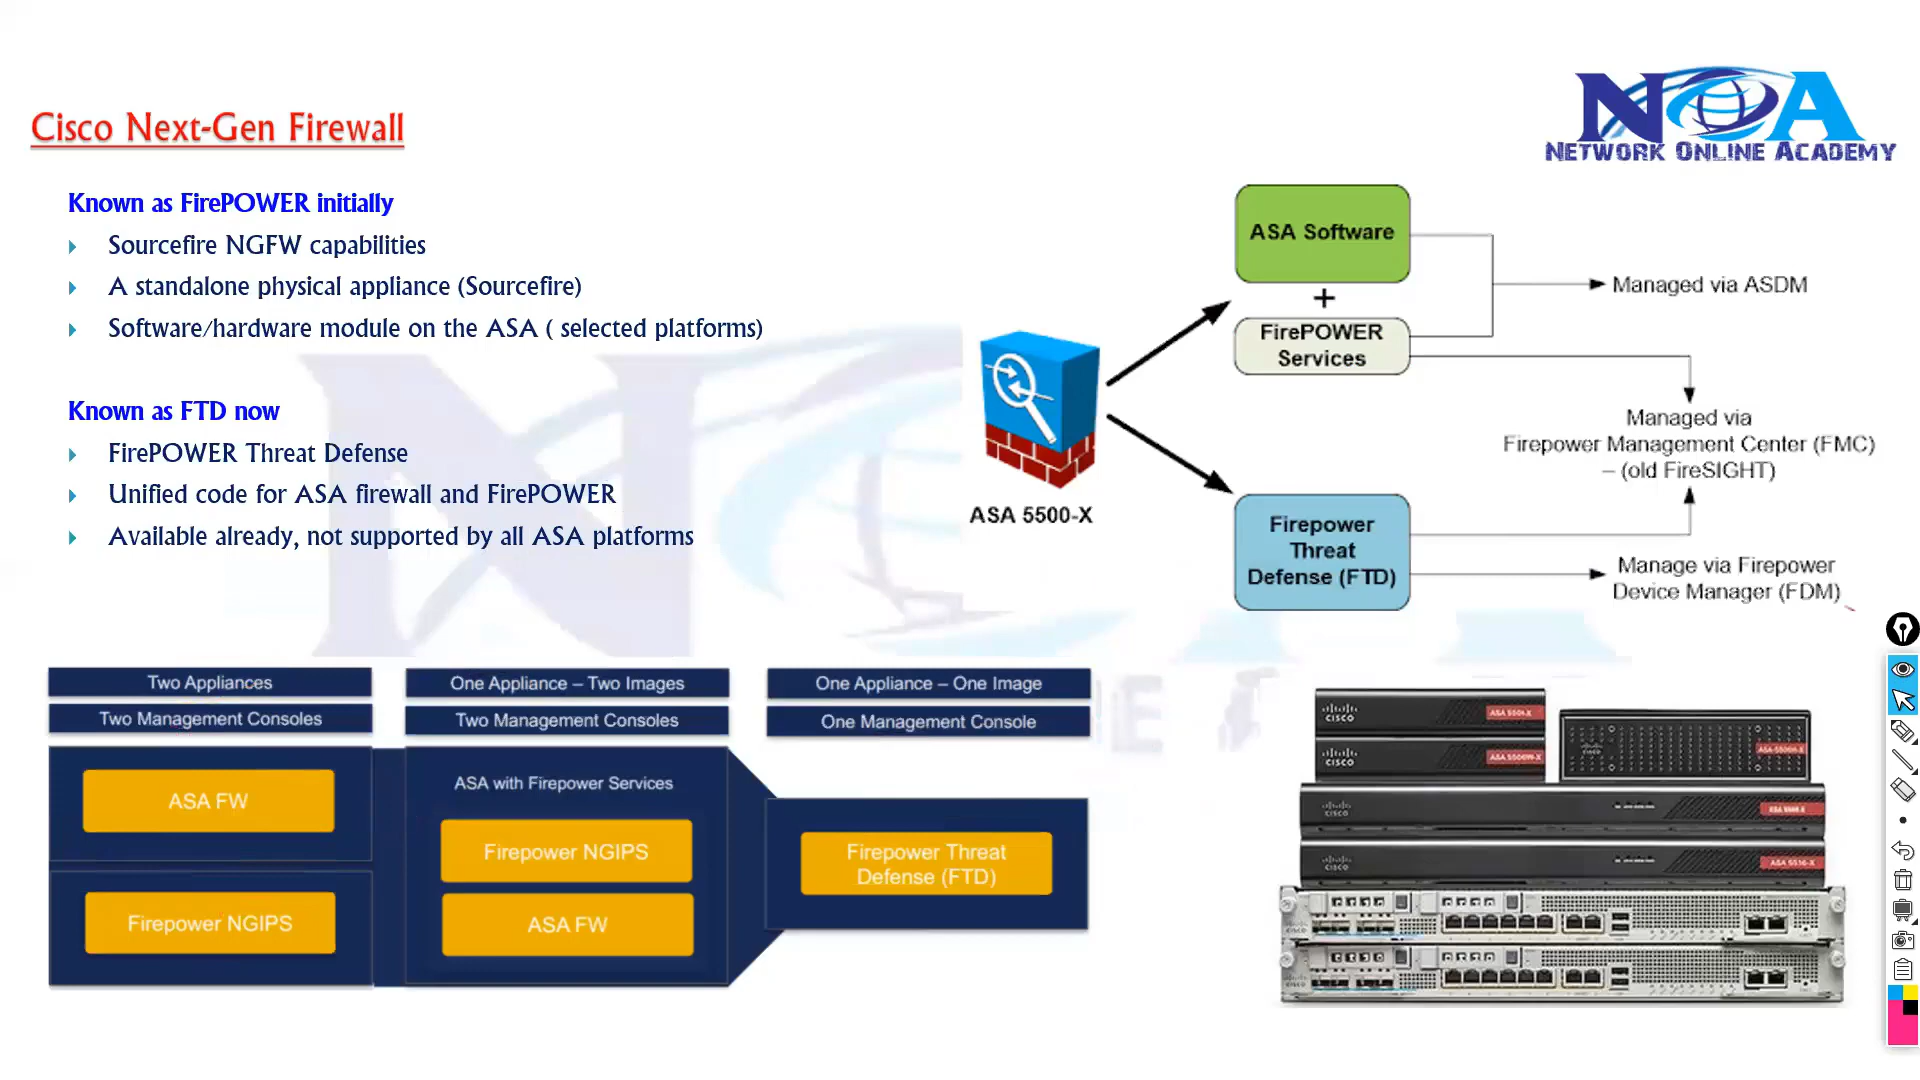 NOA
NETWORK ONLINE ACADEMY
Cisco Next-Gen Firewall
Known as FirePOWER initially
Sourcefire NGFW capabilities
A standalone physical appliance (Sourcefire)
Software/hardware module on the ASA ( selected platforms)
Known as FTD now
FirePOWER Threat Defense
Unified code for ASA firewall and FirePOWER
Available already, not supported by all ASA platforms
ASA 5500-X
ASA Software
+
FirePOWER
Services
Managed via ASDM
Managed via
Firepower Management Center (FMC)
– (old FireSIGHT)
Firepower
Threat
Defense (FTD)
Manage via Firepower
Device Manager (FDM)
Two Appliances
Two Management Consoles
ASA FW
Firepower NGIPS
One Appliance – Two Images
Two Management Consoles
ASA with Firepower Services
Firepower NGIPS
ASA FW
One Appliance – One Image
One Management Console
Firepower Threat
Defense (FTD)
CISCO
CISCO
CISCO
CISCO